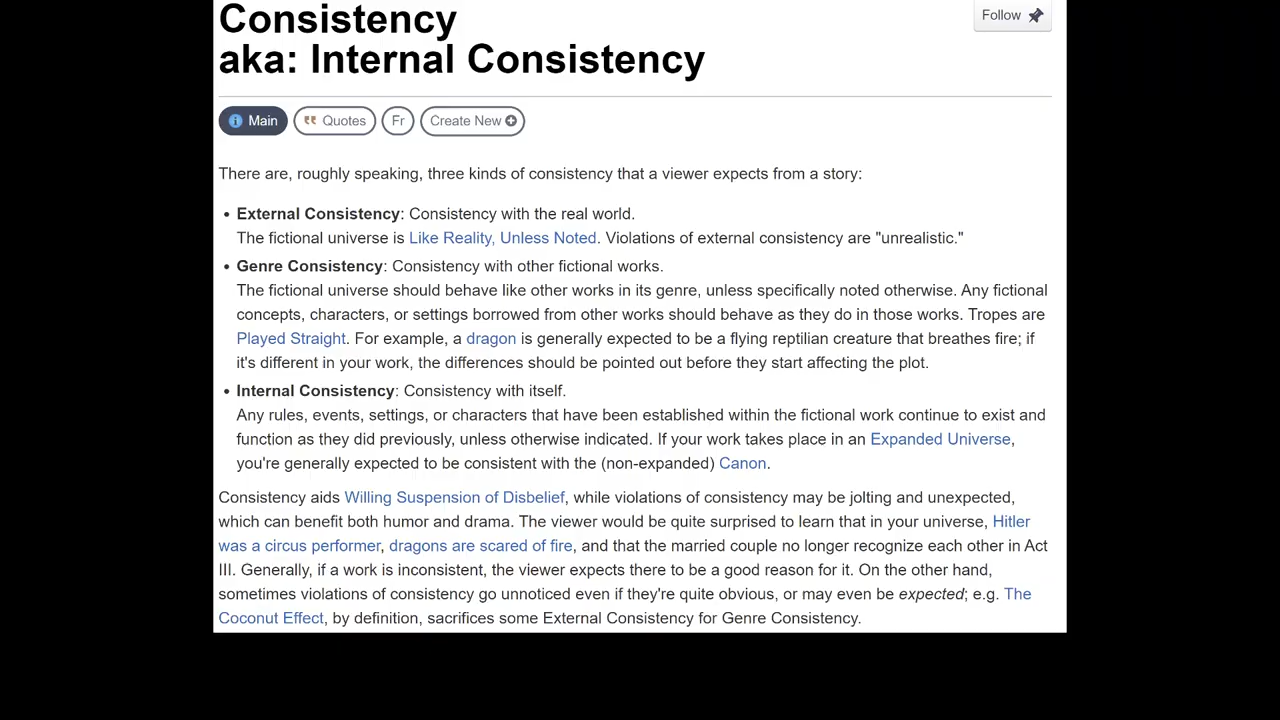 Consistency
Follow
aka: Internal Consistency
Main
Quotes
Fr
Create New
There are, roughly speaking, three kinds of consistency that a viewer expects from a story:
• External Consistency: Consistency with the real world.
The fictional universe is Like Reality, Unless Noted. Violations of external consistency are "unrealistic."
• Genre Consistency: Consistency with other fictional works.
The fictional universe should behave like other works in its genre, unless specifically noted otherwise. Any fictional
concepts, characters, or settings borrowed from other works should behave as they do in those works. Tropes are
Played Straight. For example, a dragon is generally expected to be a flying reptilian creature that breathes fire; if
it's different in your work, the differences should be pointed out before they start affecting the plot.
• Internal Consistency: Consistency with itself.
Any rules, events, settings, or characters that have been established within the fictional work continue to exist and
function as they did previously, unless otherwise indicated. If your work takes place in an Expanded Universe,
you're generally expected to be consistent with the (non-expanded) Canon.
Consistency aids Willing Suspension of Disbelief, while violations of consistency may be jolting and unexpected,
which can benefit both humor and drama. The viewer would be quite surprised to learn that in your universe, Hitler
was a circus performer, dragons are scared of fire, and that the married couple no longer recognize each other in Act
III. Generally, if a work is inconsistent, the viewer expects there to be a good reason for it. On the other hand,
sometimes violations of consistency go unnoticed even if they're quite obvious, or may even be expected; e.g. The
Coconut Effect, by definition, sacrifices some External Consistency for Genre Consistency.